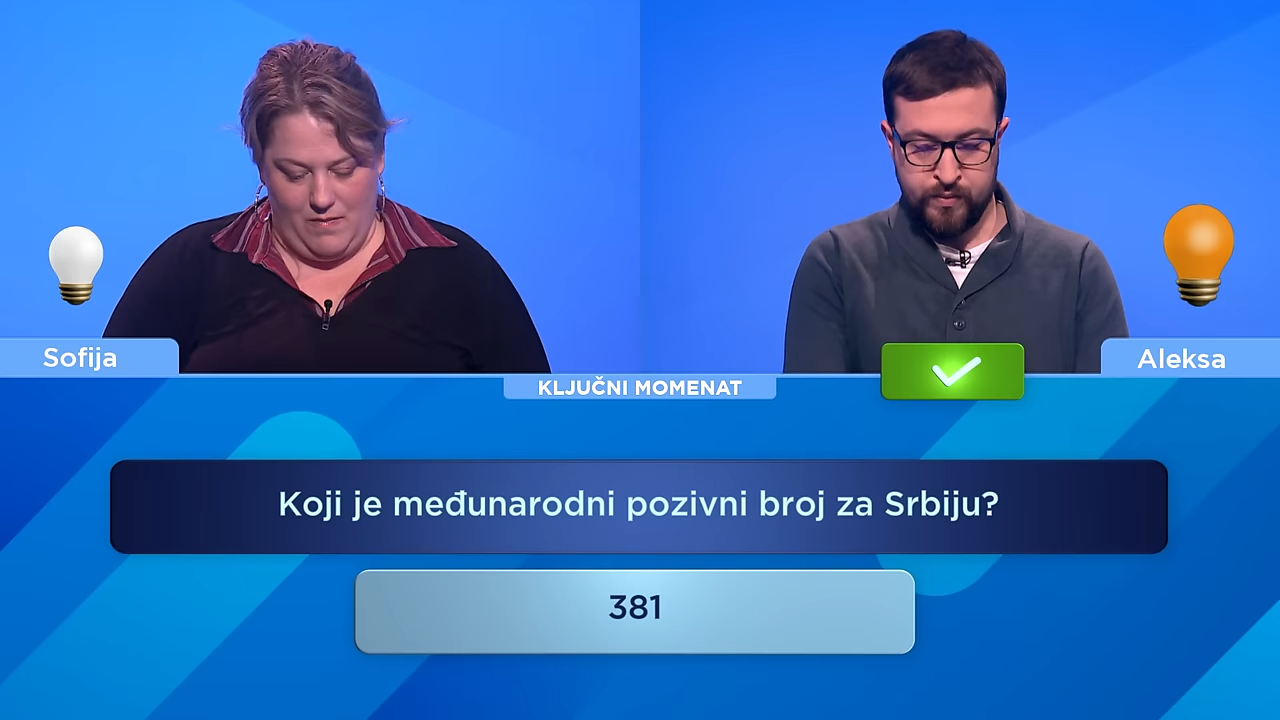 Sofija
Aleksa
KLJUČNI MOMENAT
Koji je međunarodni pozivni broj za Srbiju?
381